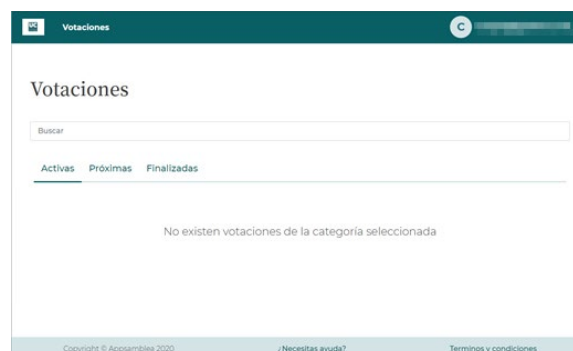 Votaciones
C
Votaciones
Buscar
Activas Próximas Finalizadas
No existen votaciones de la categoría seleccionada
Copyright © Appsamblea 2020 ¿Necesitas ayuda? Terminos y condiciones